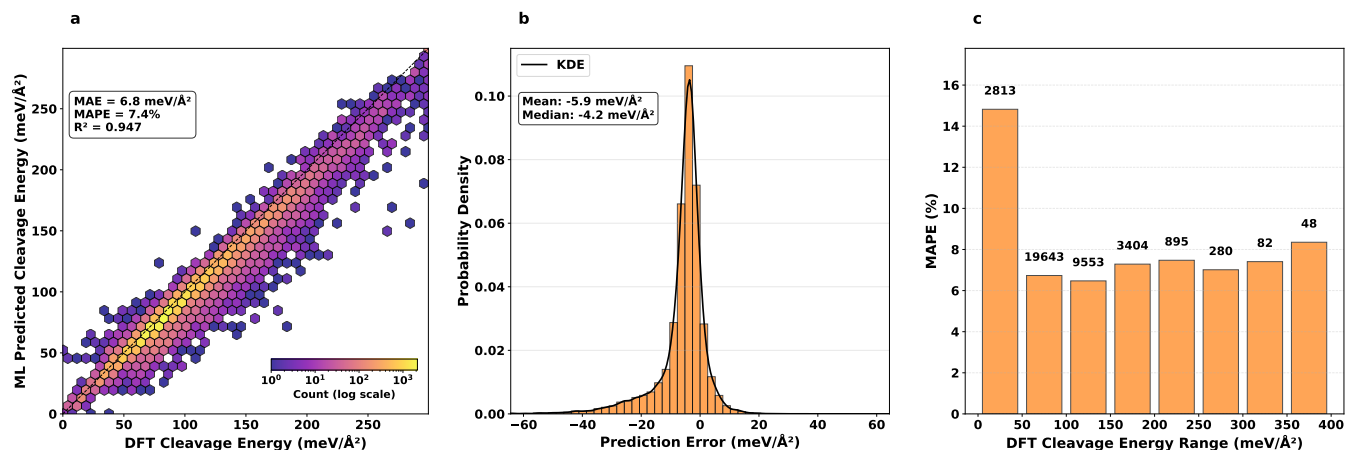 a
ML Predicted Cleavage Energy (meV/Å²)
250
200
150
100
50
0
MAE = 6.8 meV/Å²
MAPE = 7.4%
R² = 0.947
10⁰ 10¹ 10² 10³
Count (log scale)
0 50 100 150 200 250
DFT Cleavage Energy (meV/Å²)
b
Probability Density
0.10
0.08
0.06
0.04
0.02
0.00
KDE
Mean: -5.9 meV/Å²
Median: -4.2 meV/Å²
−60 −40 −20 0 20 40 60
Prediction Error (meV/Å²)
c
MAPE (%)
16
14
12
10
8
6
4
2
0
2813
19643
9553
3404
895
280
82
48
0 50 100 150 200 250 300 350 400
DFT Cleavage Energy Range (meV/Å²)